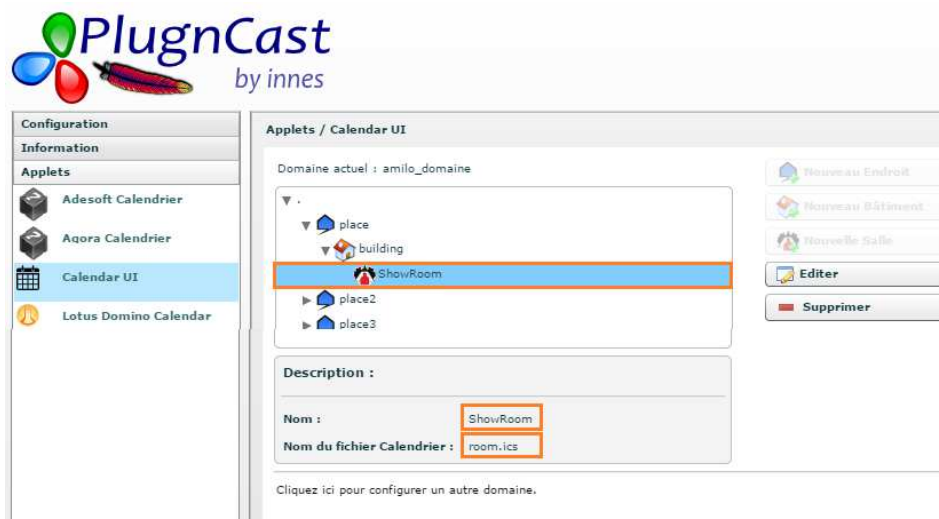 PlugnCast
by innes
Configuration
Information
Applets
Adesoft Calendrier
Agora Calendrier
Calendar UI
Lotus Domino Calendar
Applets / Calendar UI
Domaine actuel : amilo_domaine
.
place
building
ShowRoom
place2
place3
Nouveau Endroit
Nouveau Bâtiment
Nouvelle Salle
Editer
Supprimer
Description :
Nom : ShowRoom
Nom du fichier Calendrier : room.ics
Cliquez ici pour configurer un autre domaine.